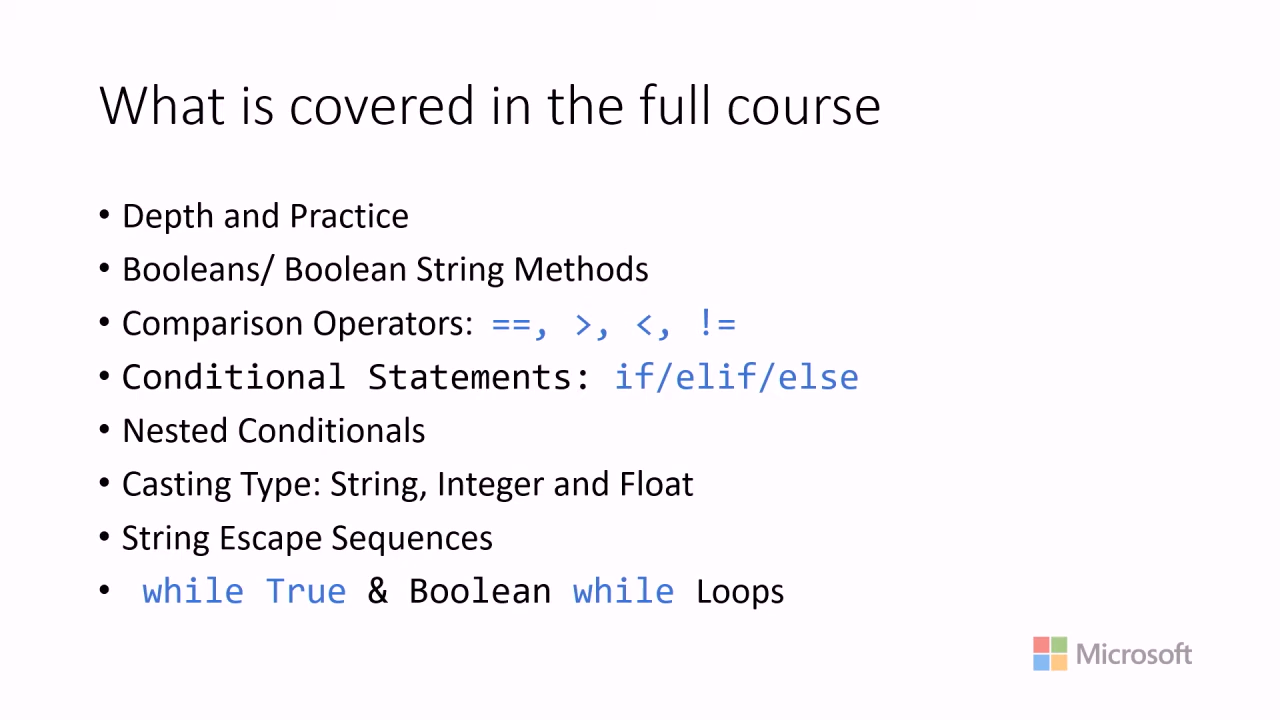 What is covered in the full course
• Depth and Practice
• Booleans/ Boolean String Methods
• Comparison Operators: ==, >, <, !=
• Conditional Statements: if/elif/else
• Nested Conditionals
• Casting Type: String, Integer and Float
• String Escape Sequences
• while True & Boolean while Loops
Microsoft